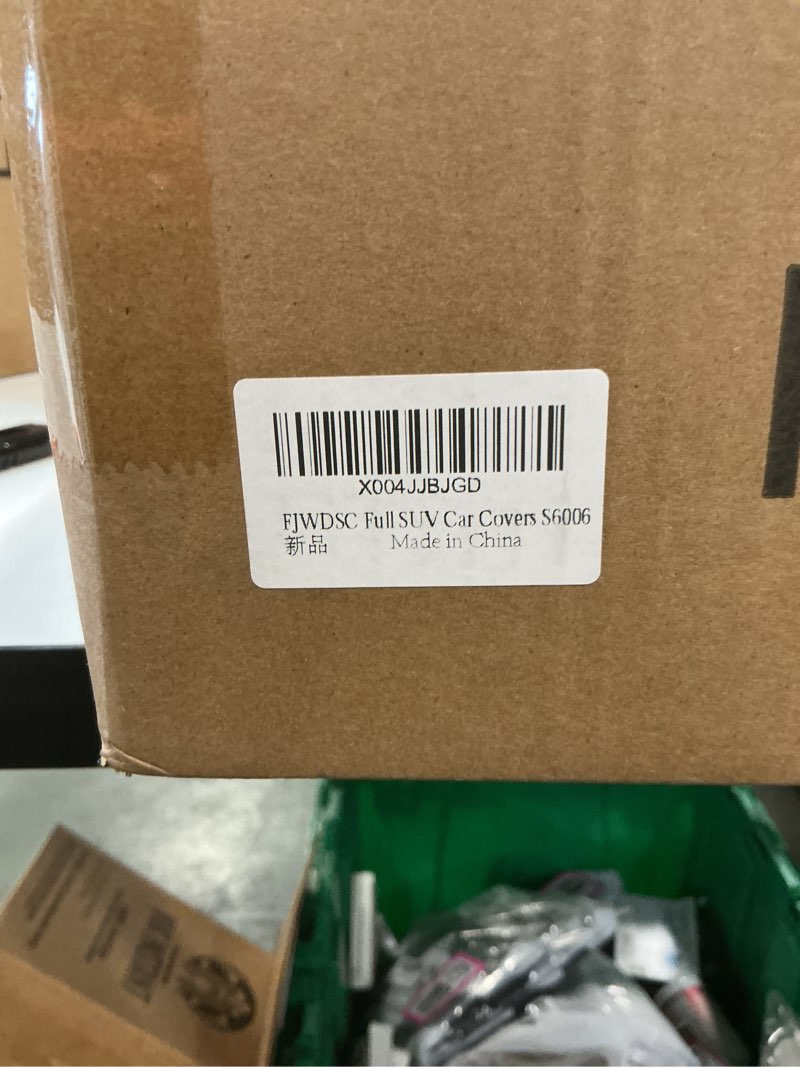 X004JJBJGD
FJWDSC Full SUV Car Covers S6006
新品 Made in China